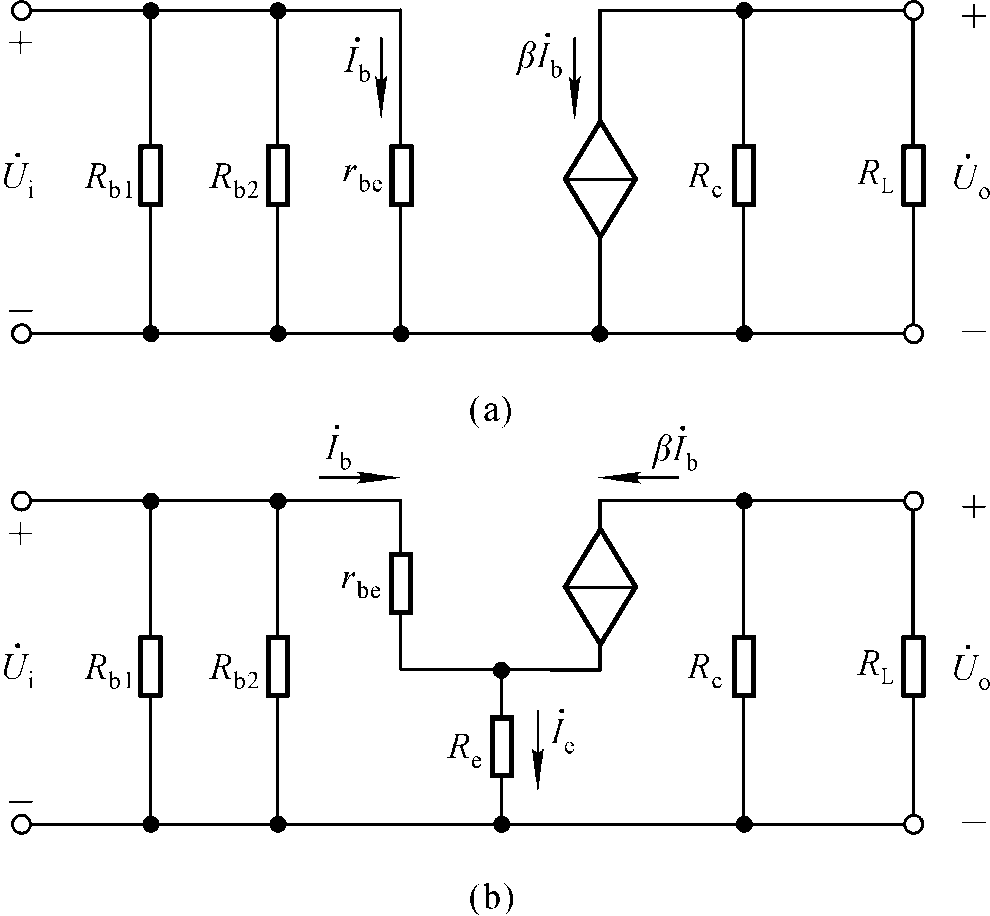 + İb βİb +
U̇i Rb1 Rb2 rbe Rc RL U̇o
− −
(a)
İb βİb
+ +
rbe
U̇i Rb1 Rb2 Rc RL U̇o
Re İe
− −
(b)